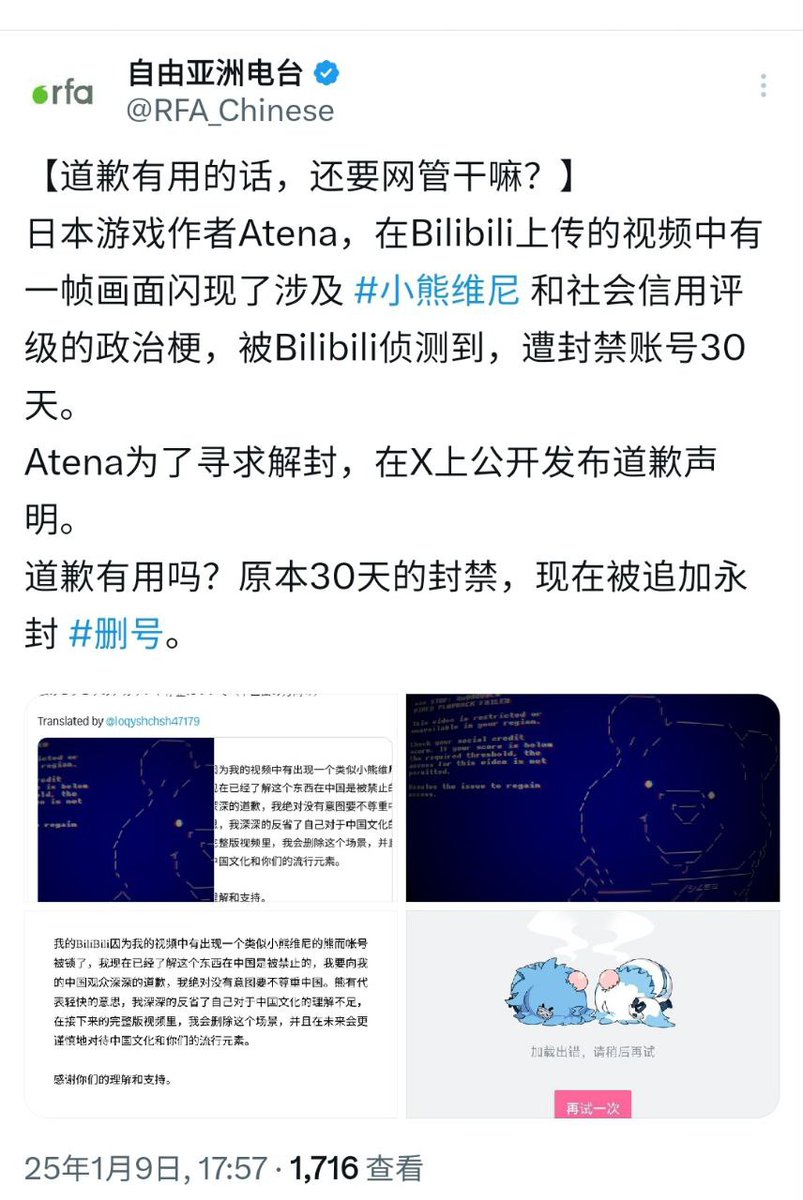 rfa
自由亚洲电台
@RFA_Chinese
【道歉有用的话，还要网管干嘛？】
日本游戏作者Atena，在Bilibili上传的视频中有
一帧画面闪现了涉及 #小熊维尼 和社会信用评
级的政治梗，被Bilibili侦测到，遭封禁账号30
天。
Atena为了寻求解封，在X上公开发布道歉声
明。
道歉有用吗？原本30天的封禁，现在被追加永
封 #删号。
Translated by @loqyshchsh47179
因为我的视频中有出现一个类似小熊维
在已经了解这个东西在中国是被禁止
深的道歉，我绝对没有意图要不尊重
，我深深的反省了自己对于中国文化
完整版视频里，我会删除这个场景，并
中国文化和你们的流行元素。
理解和支持。
This video is restricted or
unavailable in your region.
Check your social credit
score. If your score is below
the required threshold, the
access for this video is not
permitted.
Resolve the issue to regain
access.
我的BiliBili因为我的视频中有出现一个类似小熊维尼的熊而帐号
被锁了，我现在已经了解这个东西在中国是被禁止的，我要向我
的中国观众深深的道歉，我绝对没有意图要不尊重中国。熊有代
表轻快的意思，我深深的反省了自己对于中国文化的理解不足，
在接下来的完整版视频里，我会删除这个场景，并且在未来会更
谨慎地对待中国文化和你们的流行元素。
感谢你们的理解和支持。
加载出错，请稍后再试
再试一次
25年1月9日, 17:57 · 1,716 查看